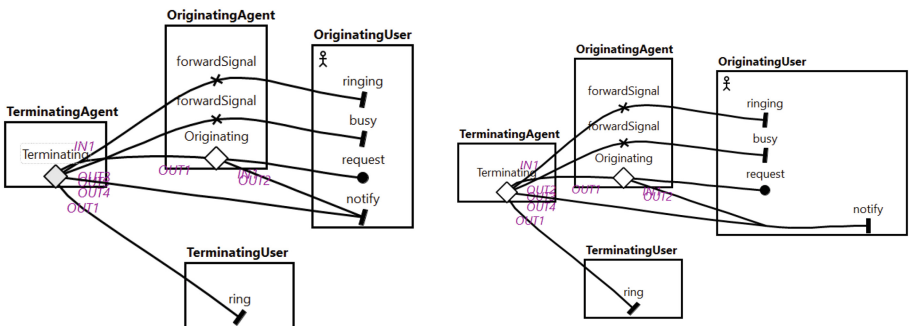 OriginatingAgent
OriginatingUser
forwardSignal
ringing
forwardSignal
TerminatingAgent
busy
Originating
Terminating
IN1
request
OUT1
OUT2
OUT4
notify
OUT1
TerminatingUser
ring
OriginatingAgent
OriginatingUser
forwardSignal
ringing
forwardSignal
TerminatingAgent
busy
Originating
IN1
Terminating
request
OUT2
OUT1
OUT2
OUT4
notify
OUT1
TerminatingUser
ring